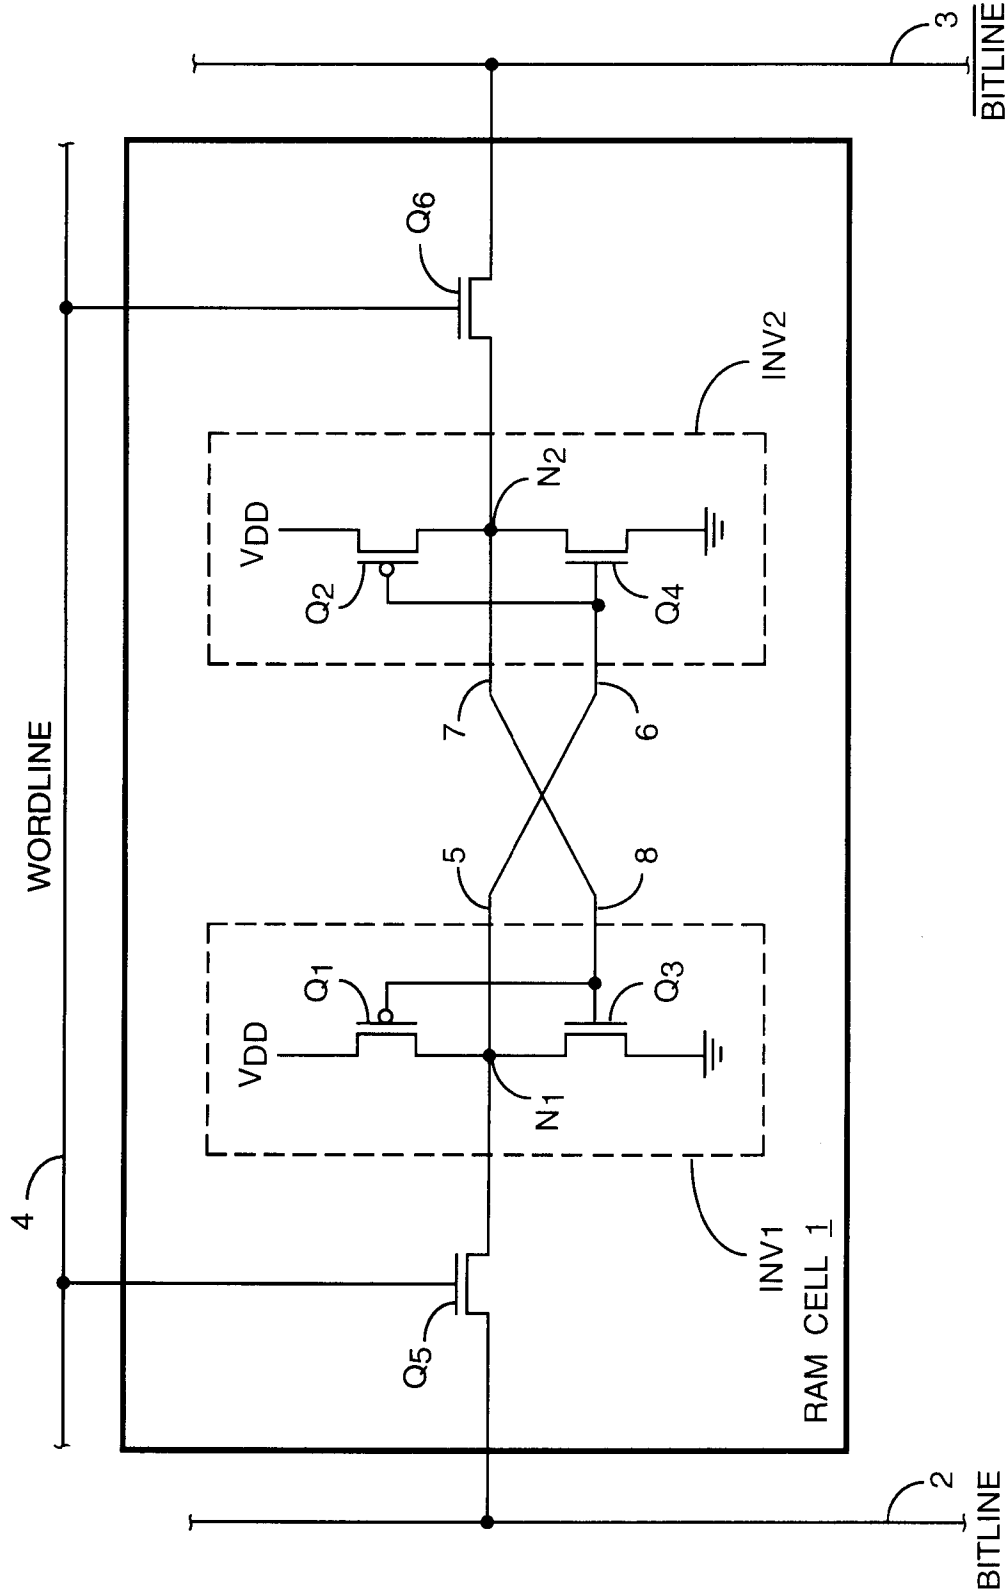 WORDLINE
4
Q5
Q6
VDD
VDD
Q1
Q2
N1
N2
5
7
8
6
Q3
Q4
INV1
INV2
RAM CELL 1
2
BITLINE
3
BITLINE